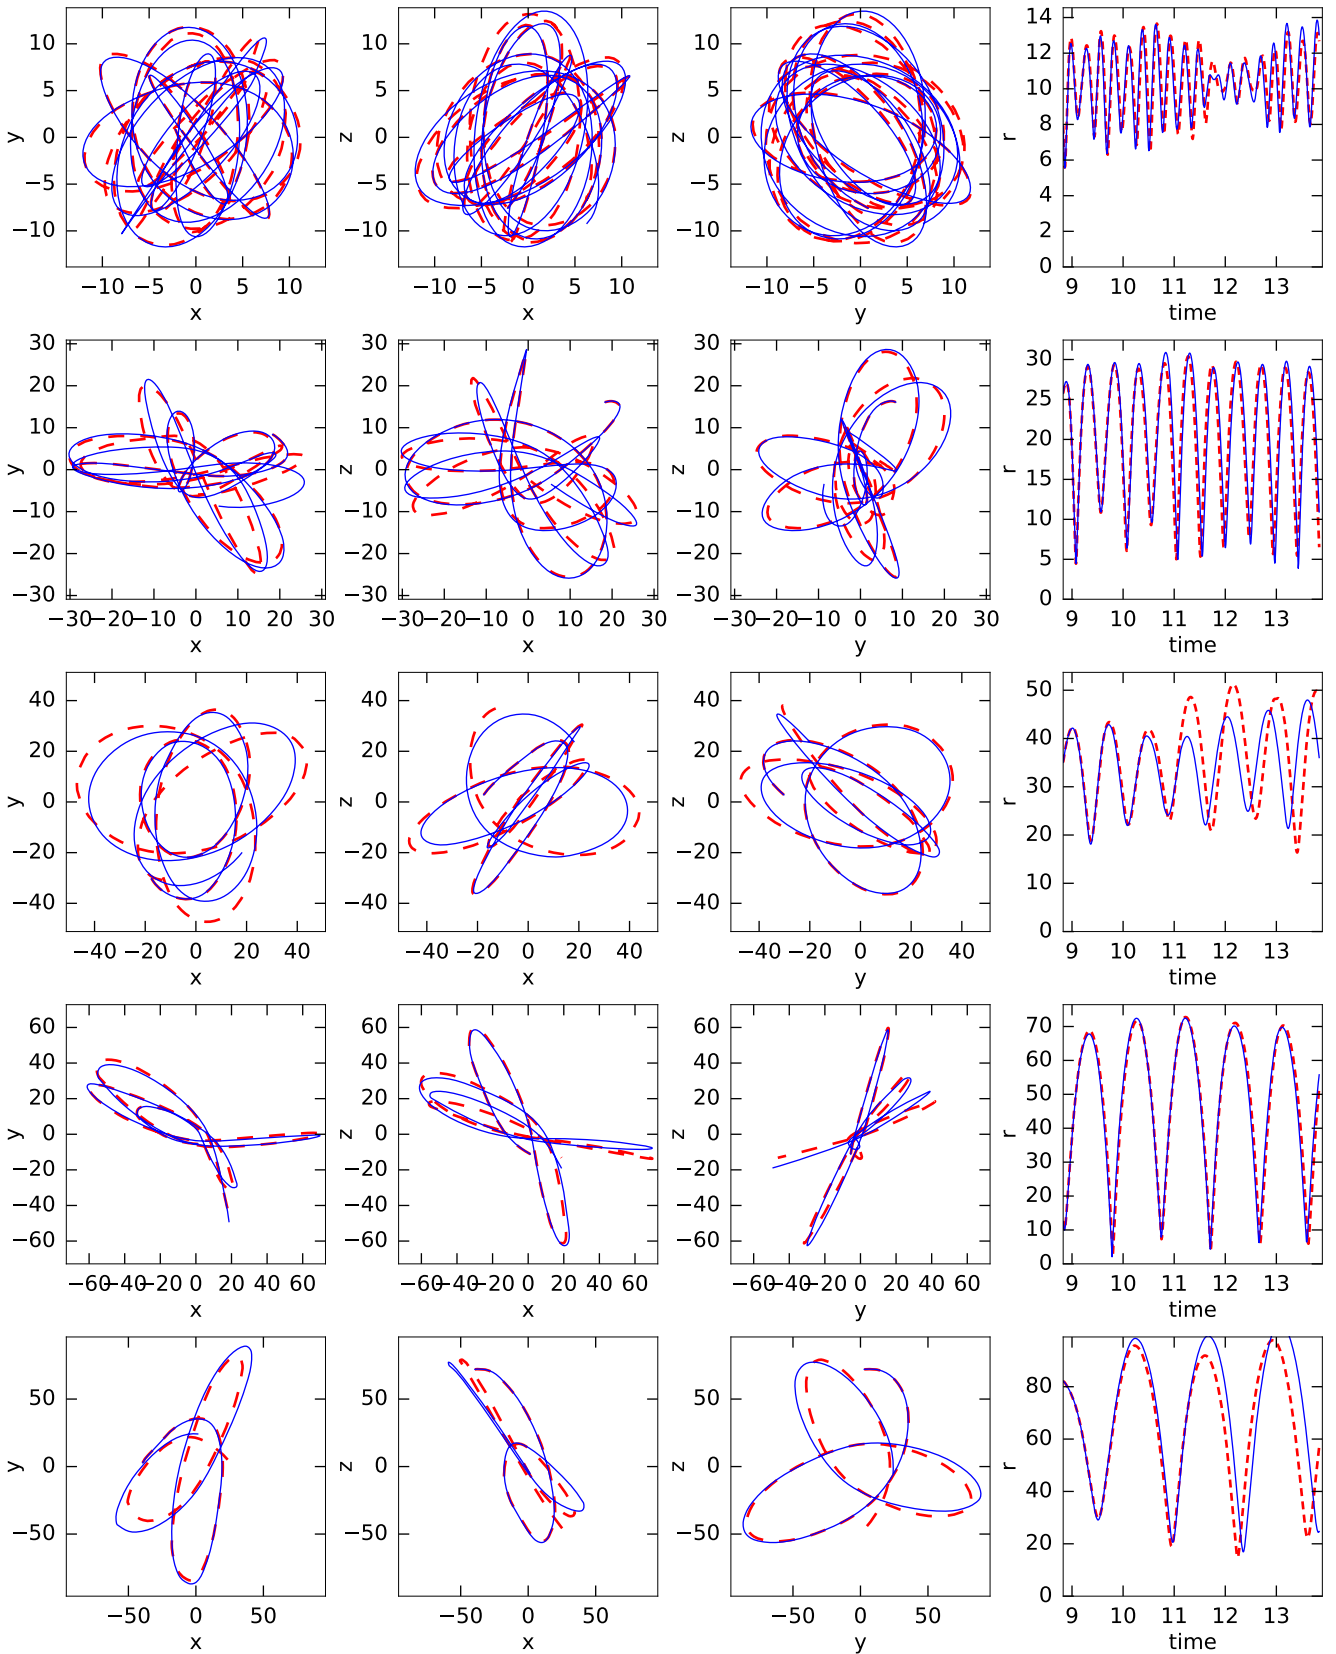 10 5 0 −5 −10 y −10 −5 0 5 10 x
10 5 0 −5 −10 z −10 −5 0 5 10 x
10 5 0 −5 −10 z −10 −5 0 5 10 y
14 12 10 8 6 4 2 0 r 9 10 11 12 13 time
30 20 10 0 −10 −20 −30 y −30 −20 −10 0 10 20 30 x
30 20 10 0 −10 −20 −30 z −30 −20 −10 0 10 20 30 x
30 20 10 0 −10 −20 −30 z −30 −20 −10 0 10 20 30 y
30 25 20 15 10 5 0 r 9 10 11 12 13 time
40 20 0 −20 −40 y −40 −20 0 20 40 x
40 20 0 −20 −40 z −40 −20 0 20 40 x
40 20 0 −20 −40 z −40 −20 0 20 40 y
50 40 30 20 10 0 r 9 10 11 12 13 time
60 40 20 0 −20 −40 −60 y −60 −40 −20 0 20 40 60 x
60 40 20 0 −20 −40 −60 z −60 −40 −20 0 20 40 60 x
60 40 20 0 −20 −40 −60 z −60 −40 −20 0 20 40 60 y
70 60 50 40 30 20 10 0 r 9 10 11 12 13 time
50 0 −50 y −50 0 50 x
50 0 −50 z −50 0 50 x
50 0 −50 z −50 0 50 y
80 60 40 20 0 r 9 10 11 12 13 time